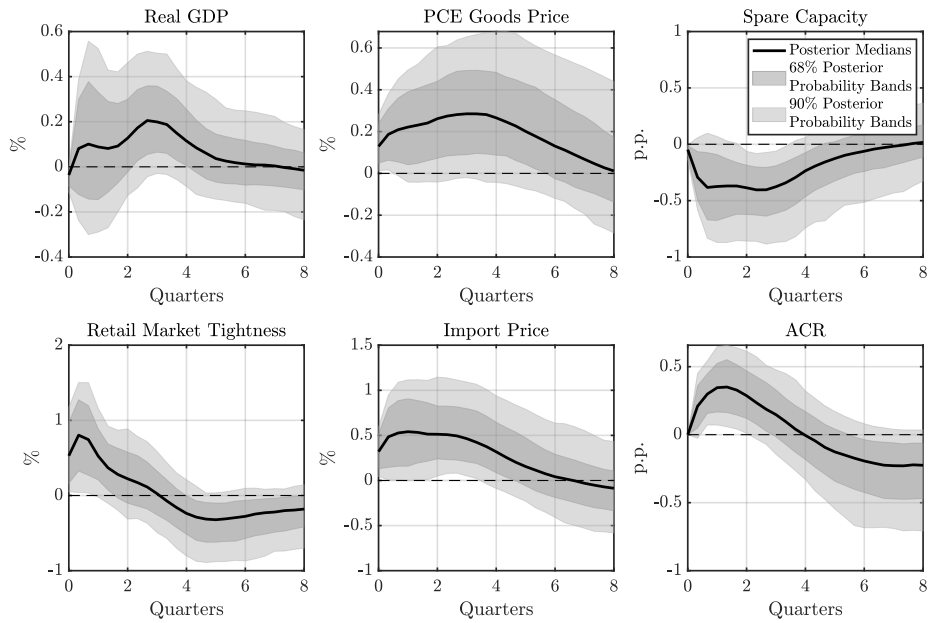 Real GDP
0.6
0.4
0.2
0
-0.2
-0.4
%
0 2 4 6 8
Quarters
PCE Goods Price
0.6
0.4
0.2
0
-0.2
-0.4
%
0 2 4 6 8
Quarters
Spare Capacity
1
0.5
0
-0.5
-1
p.p.
Posterior Medians
68% Posterior
Probability Bands
90% Posterior
Probability Bands
0 2 4 6 8
Quarters
Retail Market Tightness
2
1
0
-1
%
0 2 4 6 8
Quarters
Import Price
1.5
1
0.5
0
-0.5
-1
%
0 2 4 6 8
Quarters
ACR
0.5
0
-0.5
-1
p.p.
0 2 4 6 8
Quarters